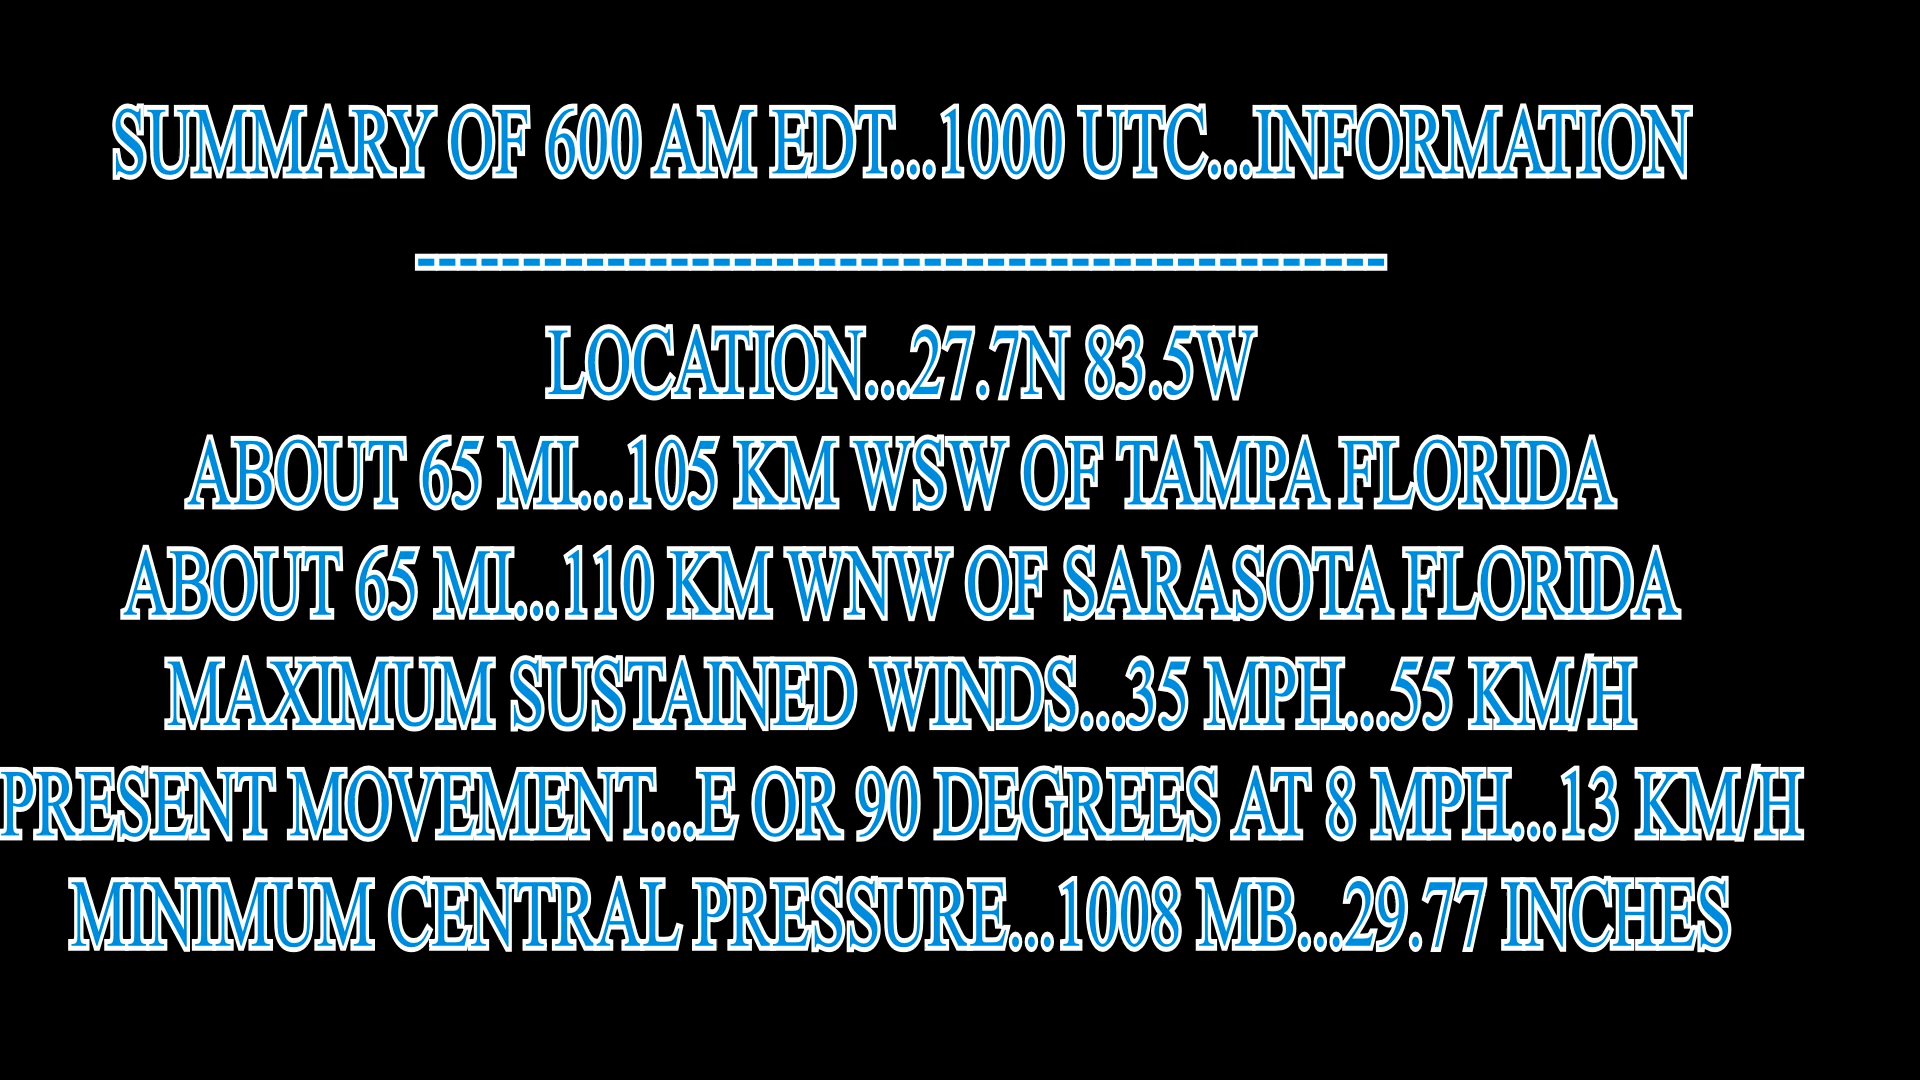 SUMMARY OF 600 AM EDT...1000 UTC...INFORMATION
----------------------------------------------
LOCATION...27.7N 83.5W
ABOUT 65 MI...105 KM WSW OF TAMPA FLORIDA
ABOUT 65 MI...110 KM WNW OF SARASOTA FLORIDA
MAXIMUM SUSTAINED WINDS...35 MPH...55 KM/H
PRESENT MOVEMENT...E OR 90 DEGREES AT 8 MPH...13 KM/H
MINIMUM CENTRAL PRESSURE...1008 MB...29.77 INCHES